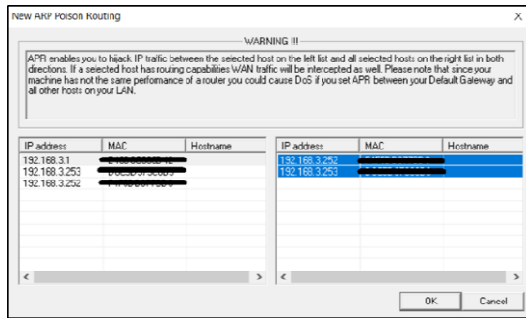 New ARP Poison Routing
X
WARNING !!!
APR enables you to hijack IP traffic between the selected host on the left list and all selected hosts on the right list in both
directions. If a selected host has routing capabilities WAN traffic will be intercepted as well. Please note that since your
machine has not the same performance of a router you could cause DoS if you set APR between your Default Gateway and
all other hosts on your LAN.
IP address MAC Hostname
192.168.3.1
192.168.3.253
192.168.3.252
IP address MAC Hostname
192.168.3.252
192.168.3.253
OK Cancel